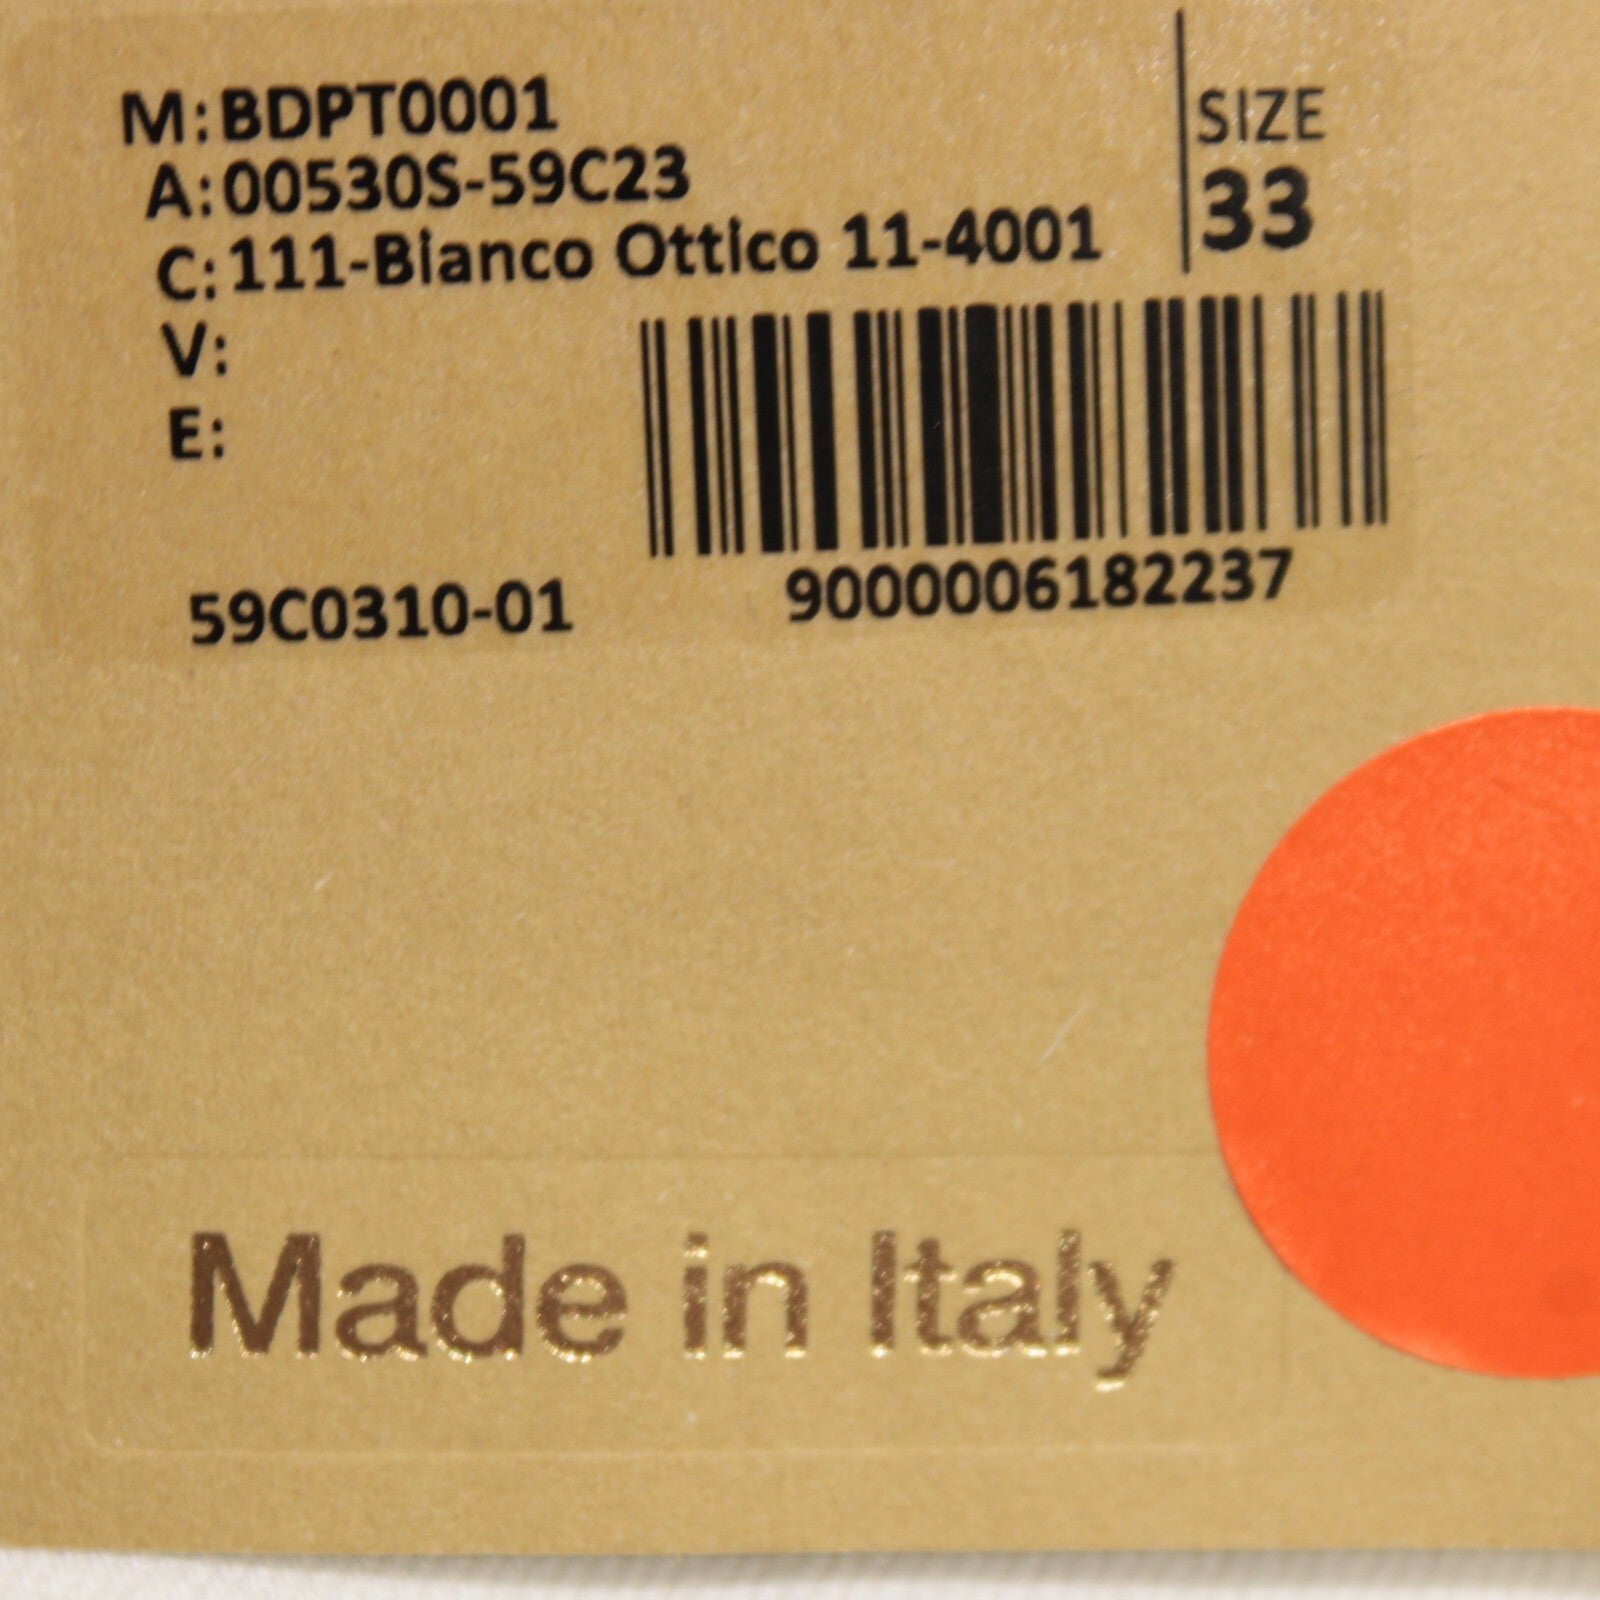 M: BDPT0001
A: 00530S-59C23
C: 111-Bianco Ottico 11-4001
V:
E:
SIZE
33
59C0310-01
9000006182237
Made in Italy